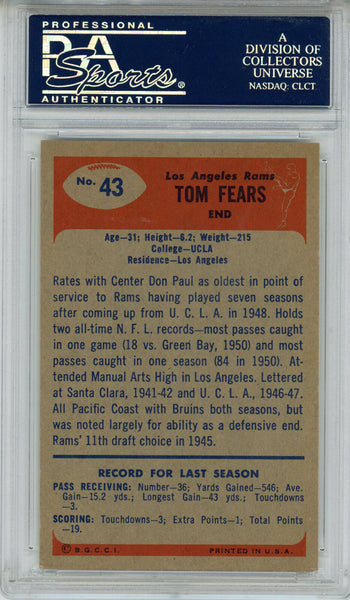 PROFESSIONAL
PSA
Sports
AUTHENTICATOR
A
DIVISION OF
COLLECTORS
UNIVERSE
NASDAQ: CLCT
No. 43
Los Angeles Rams
TOM FEARS
END
Age—31; Height—6.2; Weight—215
College—UCLA
Residence—Los Angeles
Rates with Center Don Paul as oldest in point of
service to Rams having played seven seasons
after coming up from U. C. L. A. in 1948. Holds
two all-time N. F. L. records—most passes caught
in one game (18 vs. Green Bay, 1950) and most
passes caught in one season (84 in 1950). At-
tended Manual Arts High in Los Angeles. Lettered
at Santa Clara, 1941-42 and U. C. L. A., 1946-47.
All Pacific Coast with Bruins both seasons, but
was noted largely for ability as a defensive end.
Rams' 11th draft choice in 1945.
RECORD FOR LAST SEASON
PASS RECEIVING: Number—36; Yards Gained—546; Ave.
Gain—15.2 yds.; Longest Gain—43 yds.; Touchdowns
—3.
SCORING: Touchdowns—3; Extra Points—1; Total Points
—19.
© B.G.C.C.I. PRINTED IN U.S.A.